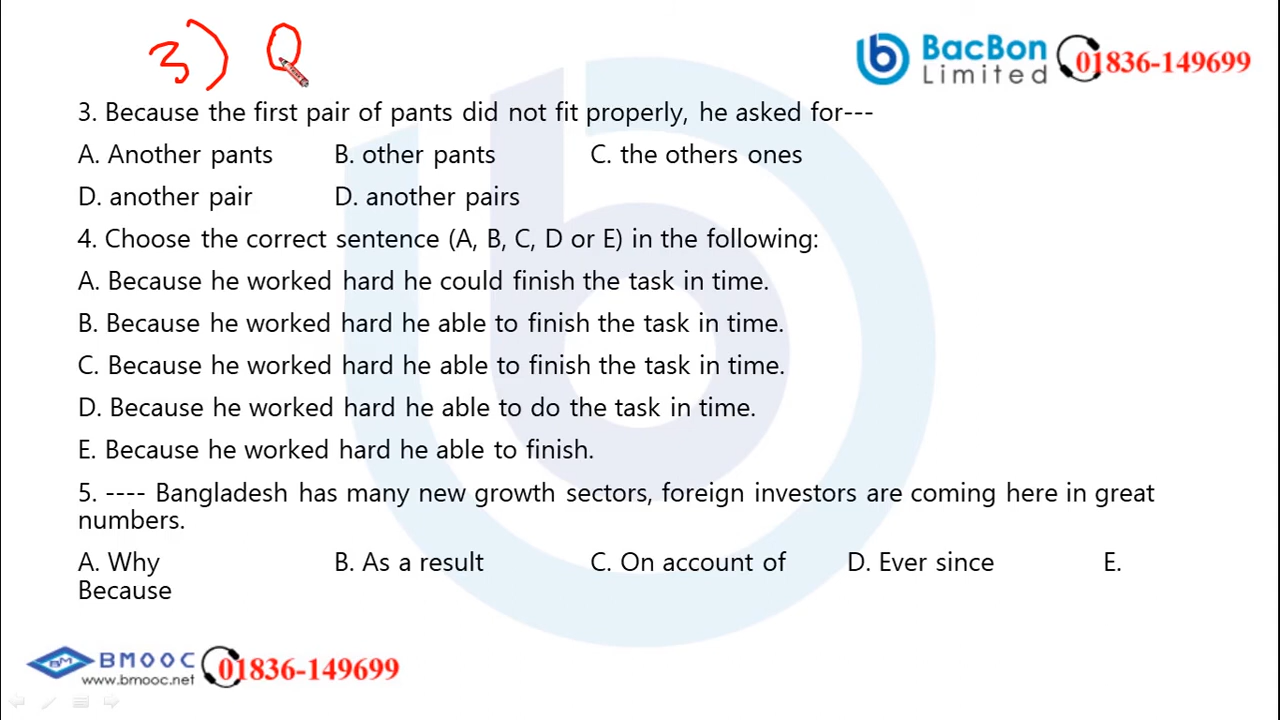 3) Q
BacBon
Limited
01836-149699
3. Because the first pair of pants did not fit properly, he asked for---
A. Another pants B. other pants C. the others ones
D. another pair D. another pairs
4. Choose the correct sentence (A, B, C, D or E) in the following:
A. Because he worked hard he could finish the task in time.
B. Because he worked hard he able to finish the task in time.
C. Because he worked hard he able to finish the task in time.
D. Because he worked hard he able to do the task in time.
E. Because he worked hard he able to finish.
5. ---- Bangladesh has many new growth sectors, foreign investors are coming here in great
numbers.
A. Why B. As a result C. On account of D. Ever since E.
Because
BM BMOOC
www.bmooc.net
01836-149699